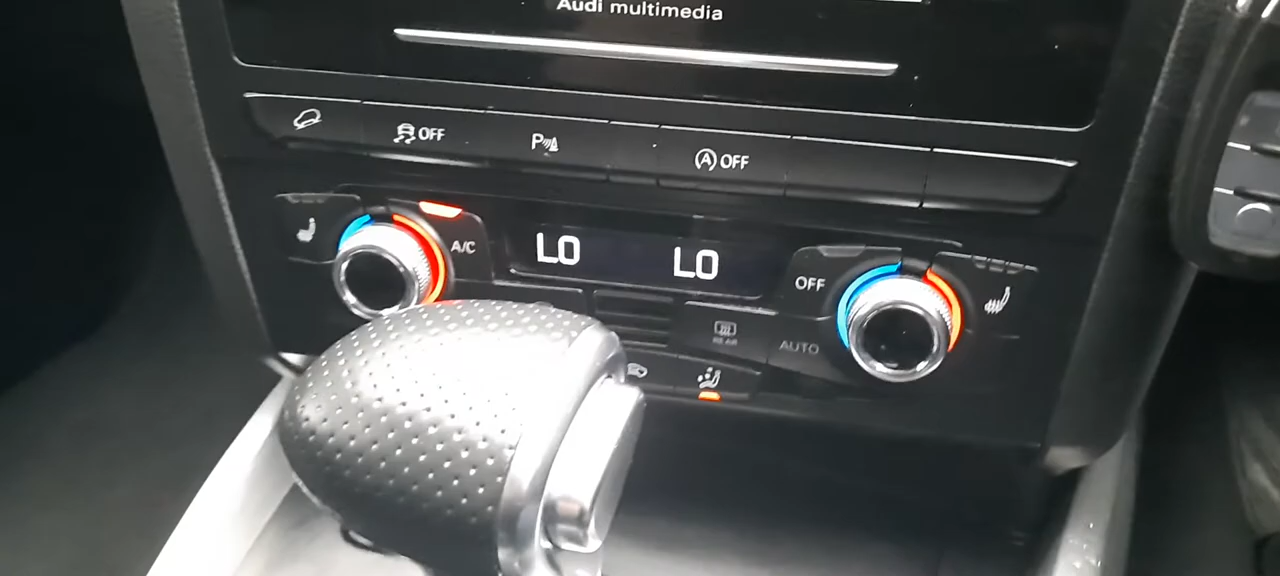 Audi multimedia
OFF
P
A OFF
A/C
LO
LO
OFF
REAR
AUTO